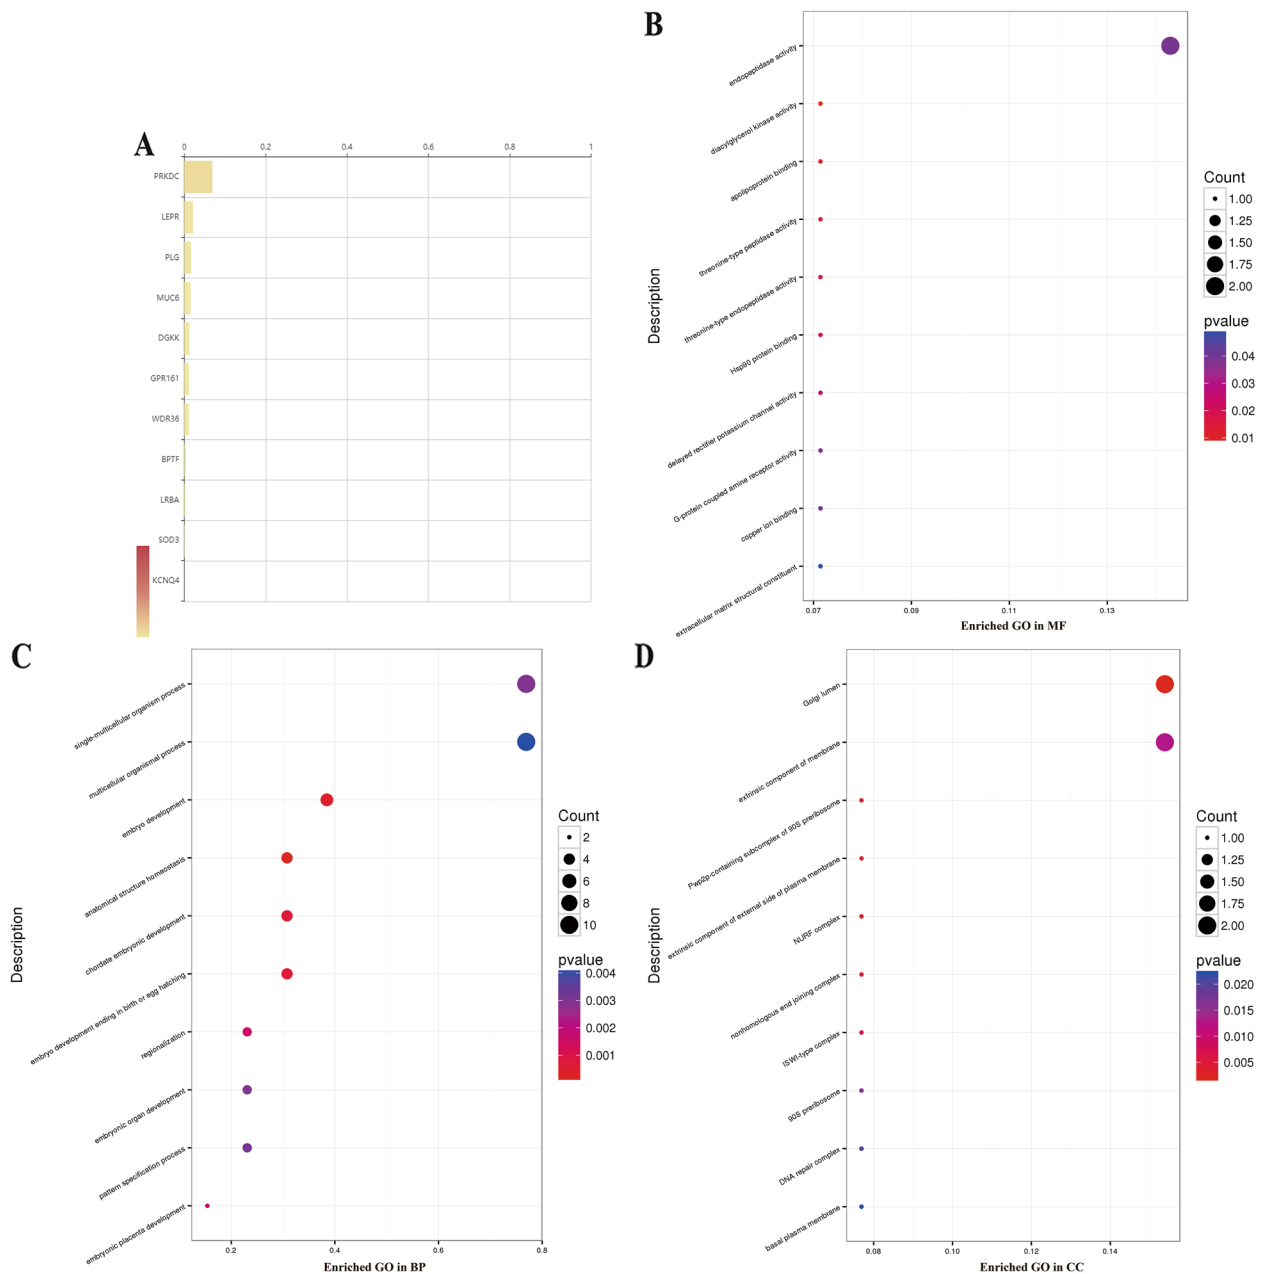 A
0 0.2 0.4 0.6 0.8 1
PRKDC
LEPR
PLG
MUC6
DGKK
GPR161
WDR36
BPTF
LRBA
SOD3
KCNQ4
B
Description
endopeptidase activity
diacylglycerol kinase activity
apolipoprotein binding
threonine-type peptidase activity
threonine-type endopeptidase activity
Hsp90 protein binding
delayed rectifier potassium channel activity
G-protein coupled amine receptor activity
copper ion binding
extracellular matrix structural constituent
0.07 0.09 0.11 0.13
Enriched GO in MF
Count
1.00
1.25
1.50
1.75
2.00
pvalue
0.04
0.03
0.02
0.01
C
Description
single-multicellular organism process
multicellular organismal process
embryo development
anatomical structure homeostasis
chordate embryonic development
embryo development ending in birth or egg hatching
regionalization
embryonic organ development
pattern specification process
embryonic placenta development
0.2 0.4 0.6 0.8
Enriched GO in BP
Count
2
4
6
8
10
pvalue
0.004
0.003
0.002
0.001
D
Description
Golgi lumen
extrinsic component of membrane
Pwp2p-containing subcomplex of 90S preribosome
extrinsic component of external side of plasma membrane
NURF complex
nonhomologous end joining complex
ISWI-type complex
90S preribosome
DNA repair complex
basal plasma membrane
0.08 0.10 0.12 0.14
Enriched GO in CC
Count
1.00
1.25
1.50
1.75
2.00
pvalue
0.020
0.015
0.010
0.005